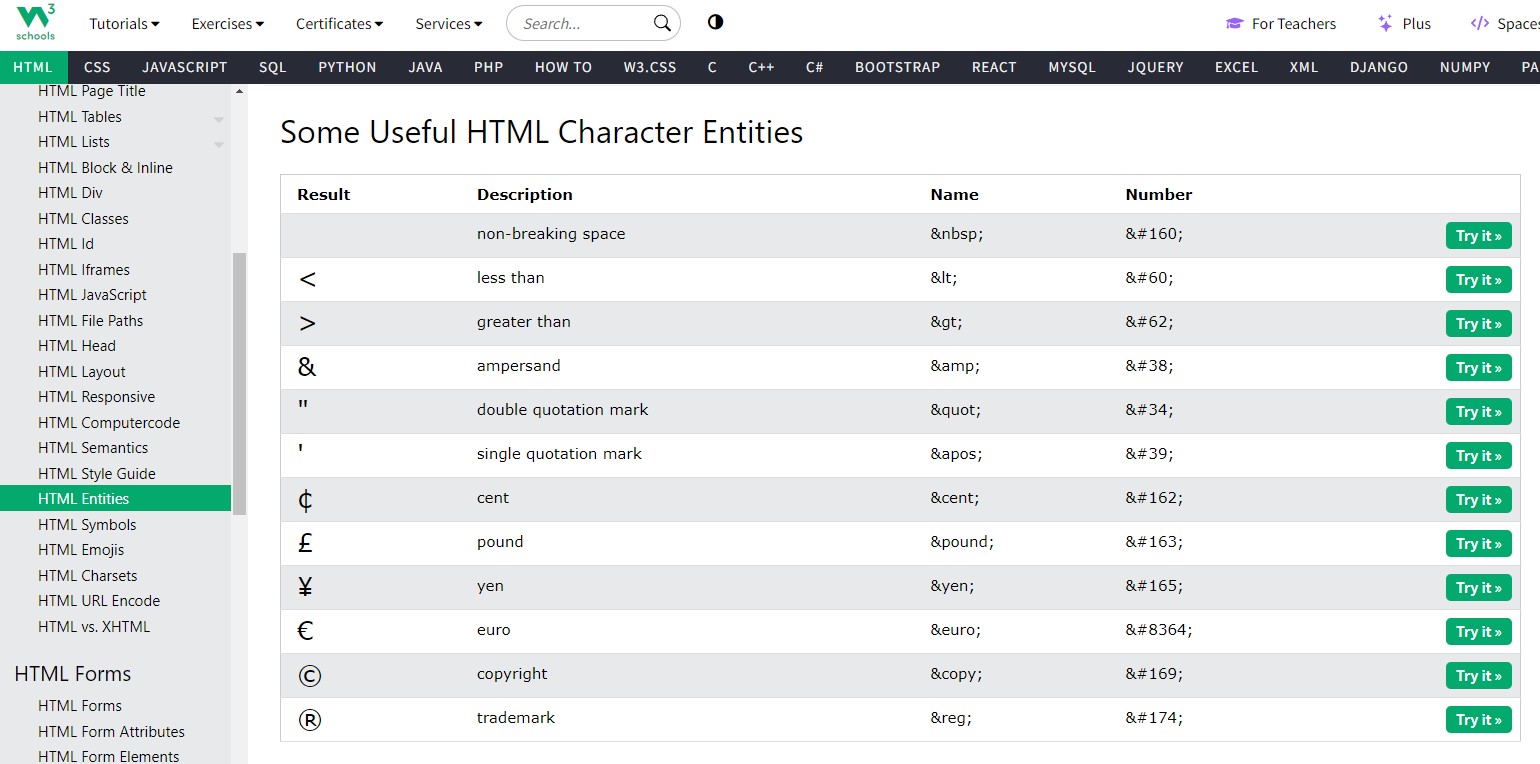 W3 schools
Tutorials Exercises Certificates Services Search... For Teachers Plus Spaces
HTML CSS JAVASCRIPT SQL PYTHON JAVA PHP HOW TO W3.CSS C C++ C# BOOTSTRAP REACT MYSQL JQUERY EXCEL XML DJANGO NUMPY PA
HTML Page Title
HTML Tables
HTML Lists
HTML Block & Inline
HTML Div
HTML Classes
HTML Id
HTML Iframes
HTML JavaScript
HTML File Paths
HTML Head
HTML Layout
HTML Responsive
HTML Computercode
HTML Semantics
HTML Style Guide
HTML Entities
HTML Symbols
HTML Emojis
HTML Charsets
HTML URL Encode
HTML vs. XHTML
HTML Forms
HTML Forms
HTML Form Attributes
HTML Form Elements
Some Useful HTML Character Entities
Result Description Name Number
non-breaking space &nbsp; &#160; Try it »
< less than &lt; &#60; Try it »
> greater than &gt; &#62; Try it »
& ampersand &amp; &#38; Try it »
" double quotation mark &quot; &#34; Try it »
' single quotation mark &apos; &#39; Try it »
¢ cent &cent; &#162; Try it »
£ pound &pound; &#163; Try it »
¥ yen &yen; &#165; Try it »
€ euro &euro; &#8364; Try it »
© copyright &copy; &#169; Try it »
® trademark &reg; &#174; Try it »